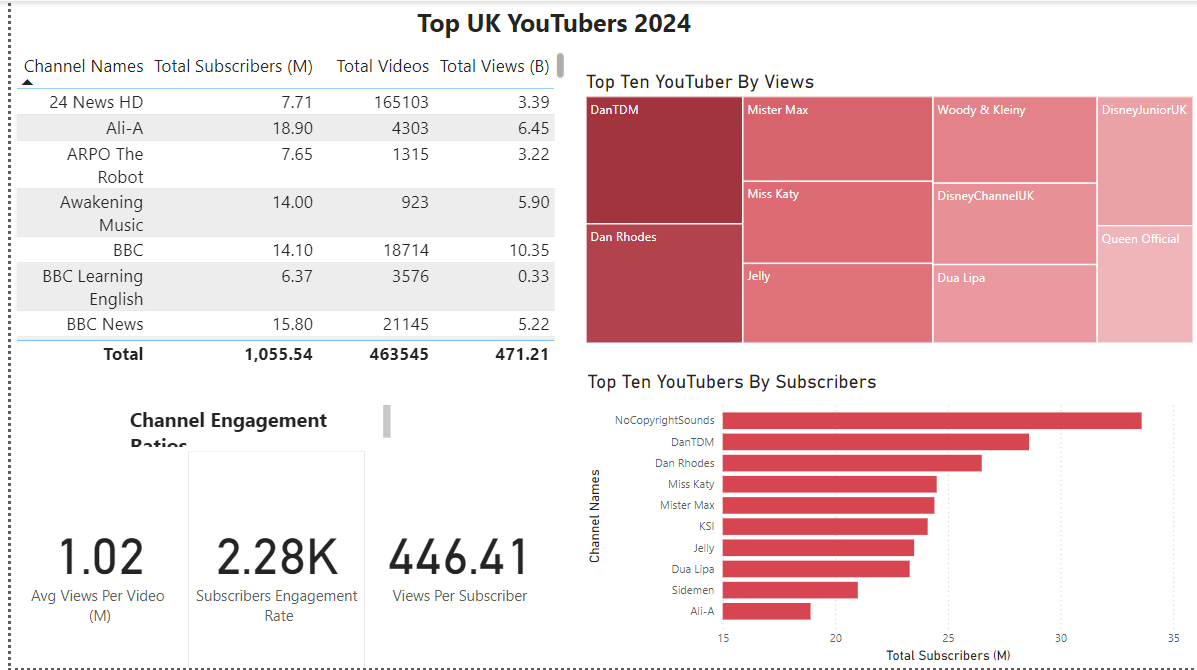 Top UK YouTubers 2024
Channel Names Total Subscribers (M) Total Videos Total Views (B)
24 News HD 7.71 165103 3.39
Ali-A 18.90 4303 6.45
ARPO The 7.65 1315 3.22
Robot
Awakening 14.00 923 5.90
Music
BBC 14.10 18714 10.35
BBC Learning 6.37 3576 0.33
English
BBC News 15.80 21145 5.22
Total 1,055.54 463545 471.21
Top Ten YouTuber By Views
DanTDM
Dan Rhodes
Mister Max
Miss Katy
Jelly
Woody & Kleiny
DisneyChannelUK
Dua Lipa
DisneyJuniorUK
Queen Official
Channel Engagement
Ratios
1.02
Avg Views Per Video
(M)
2.28K
Subscribers Engagement
Rate
446.41
Views Per Subscriber
Top Ten YouTubers By Subscribers
Channel Names
NoCopyrightSounds
DanTDM
Dan Rhodes
Miss Katy
Mister Max
KSI
Jelly
Dua Lipa
Sidemen
Ali-A
15 20 25 30 35
Total Subscribers (M)